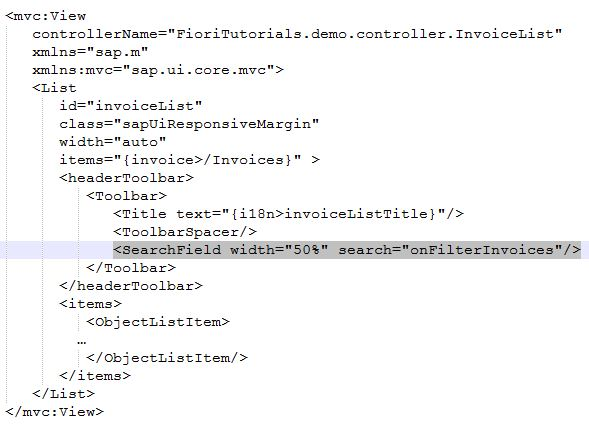 <mvc:View
controllerName="FioriTutorials.demo.controller.InvoiceList"
xmlns="sap.m"
xmlns:mvc="sap.ui.core.mvc">
<List
id="invoiceList"
class="sapUiResponsiveMargin"
width="auto"
items="{invoice>/Invoices}" >
<headerToolbar>
<Toolbar>
<Title text="{i18n>invoiceListTitle}"/>
<ToolbarSpacer/>
<SearchField width="50%" search="onFilterInvoices"/>
</Toolbar>
</headerToolbar>
<items>
<ObjectListItem>
…
</ObjectListItem/>
</items>
</List>
</mvc:View>